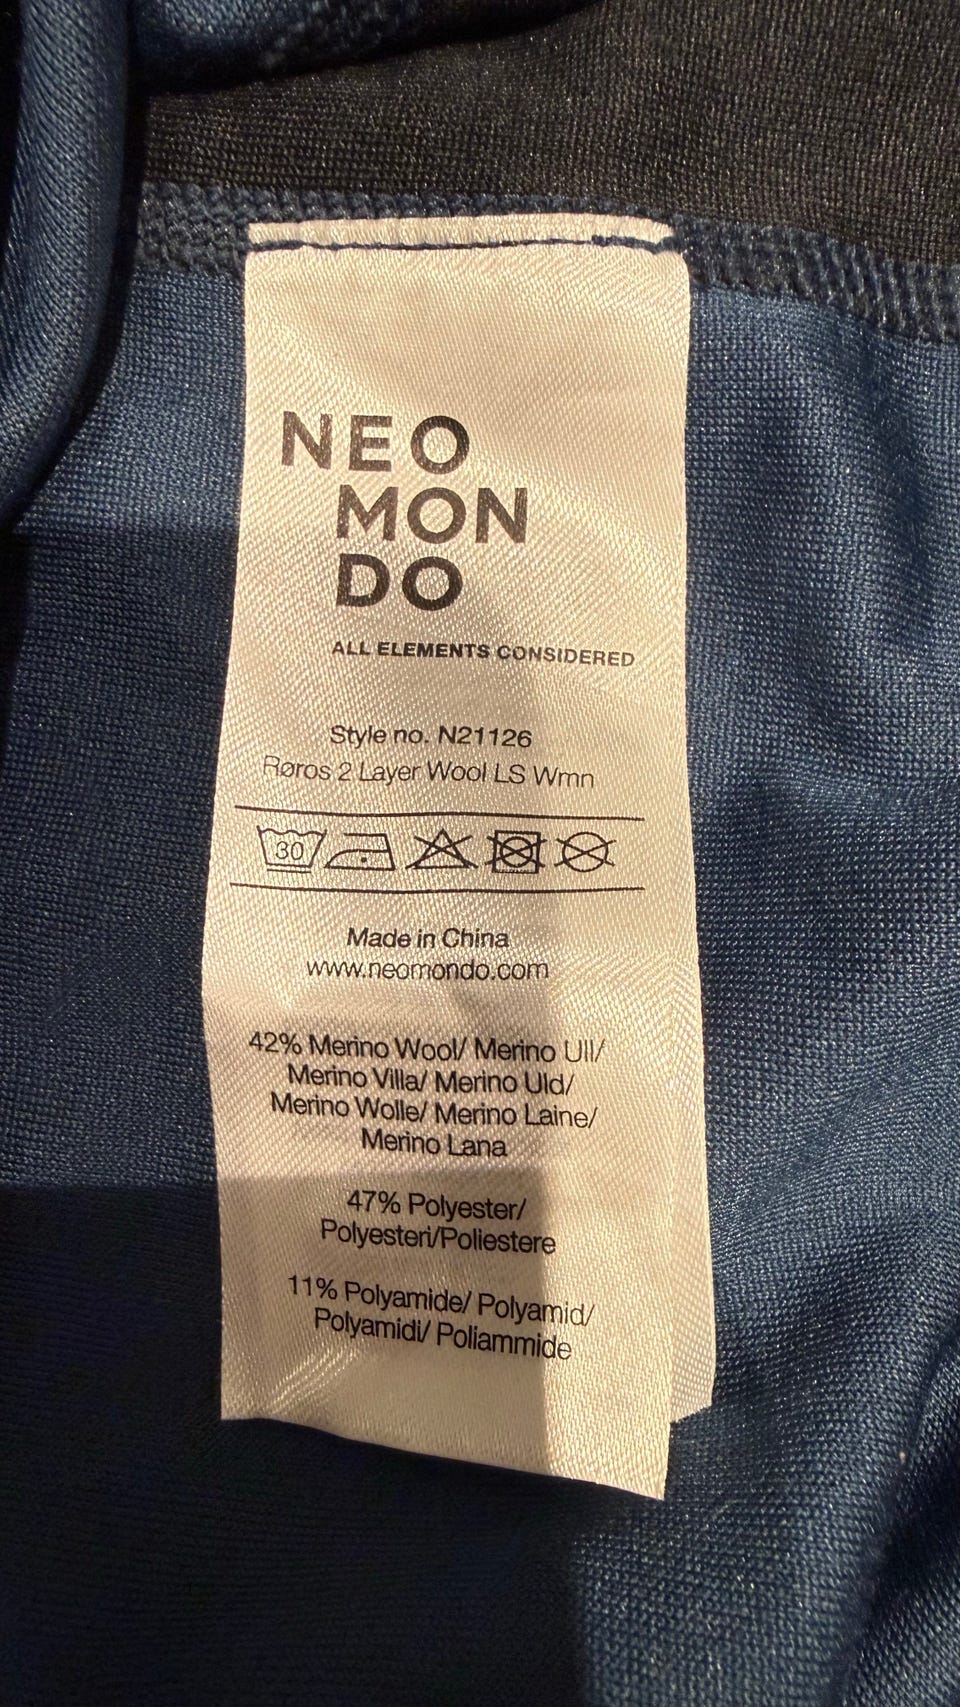 NEO
MON
DO
ALL ELEMENTS CONSIDERED
Style no. N21126
Røros 2 Layer Wool LS Wmn
30
Made in China
www.neomondo.com
42% Merino Wool/ Merino Ull/
Merino Villa/ Merino Uld/
Merino Wolle/ Merino Laine/
Merino Lana
47% Polyester/
Polyesteri/Poliestere
11% Polyamide/ Polyamid/
Polyamidi/ Poliammide